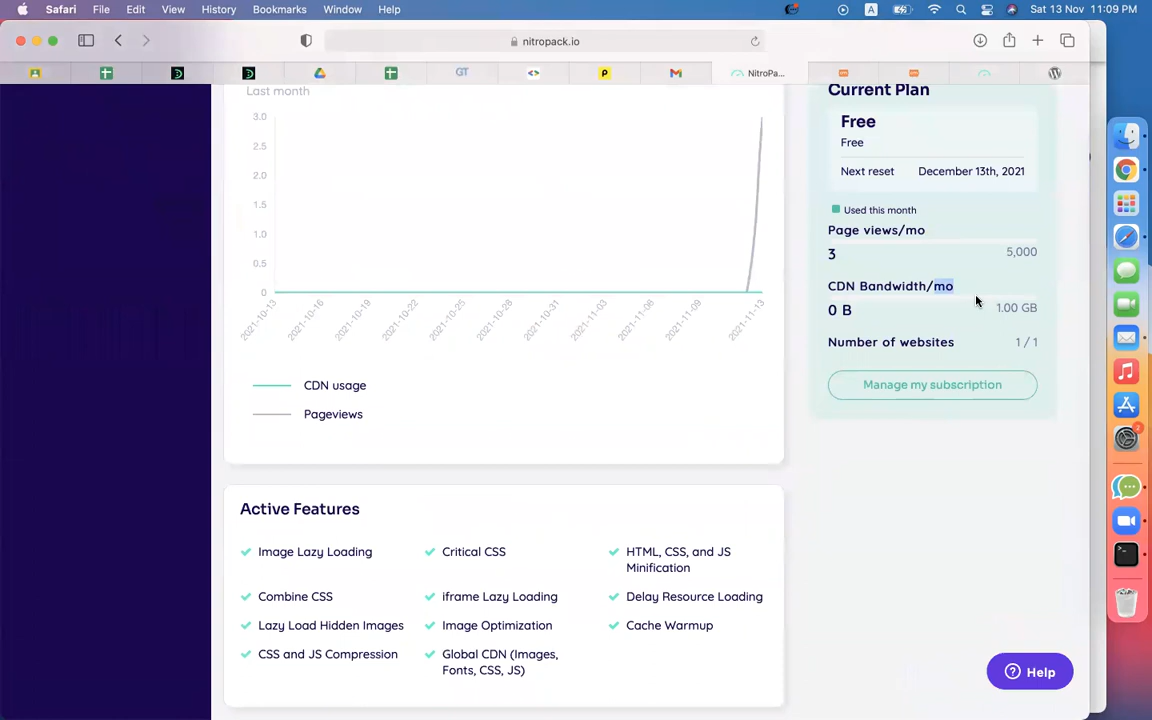 Safari File Edit View History Bookmarks Window Help
A
Sat 13 Nov 11:09 PM
nitropack.io
GT
NitroPa...
Last month
3.0
2.5
2.0
1.5
1.0
0.5
0
2021-10-13
2021-10-16
2021-10-19
2021-10-22
2021-10-25
2021-10-28
2021-10-31
2021-11-03
2021-11-06
2021-11-09
2021-11-13
CDN usage
Pageviews
Current Plan
Free
Free
Next reset December 13th, 2021
Used this month
Page views/mo
3 5,000
CDN Bandwidth/mo
0 B 1.00 GB
Number of websites 1 / 1
Manage my subscription
Active Features
Image Lazy Loading
Critical CSS
HTML, CSS, and JS
Minification
Combine CSS
iframe Lazy Loading
Delay Resource Loading
Lazy Load Hidden Images
Image Optimization
Cache Warmup
CSS and JS Compression
Global CDN (Images,
Fonts, CSS, JS)
Help
2